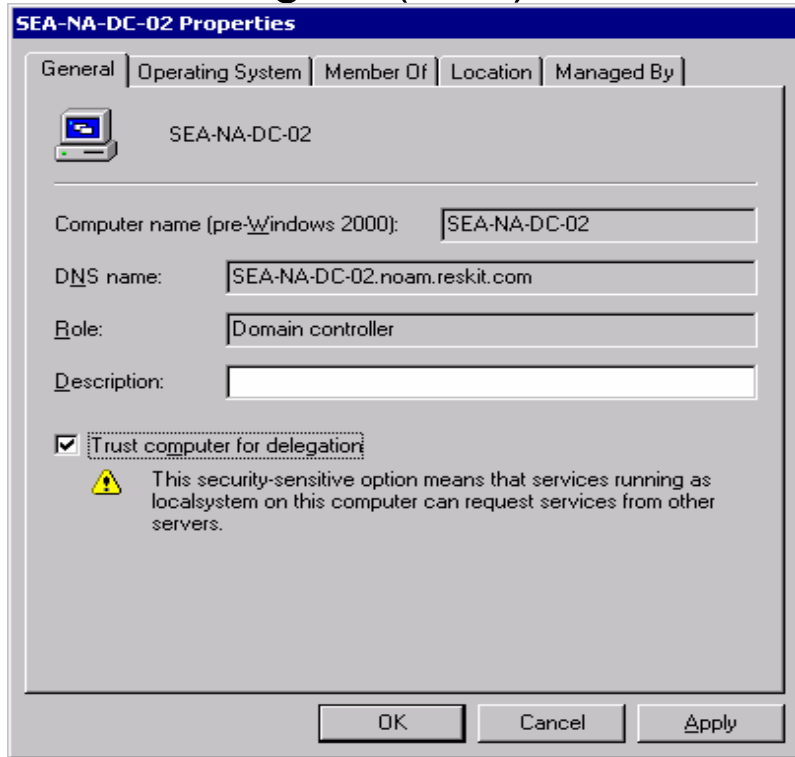 SEA-NA-DC-02 Properties
General Operating System Member Of Location Managed By
SEA-NA-DC-02
Computer name (pre-Windows 2000): SEA-NA-DC-02
DNS name: SEA-NA-DC-02.noam.reskit.com
Role: Domain controller
Description:
Trust computer for delegation
This security-sensitive option means that services running as
localsystem on this computer can request services from other
servers.
OK Cancel Apply